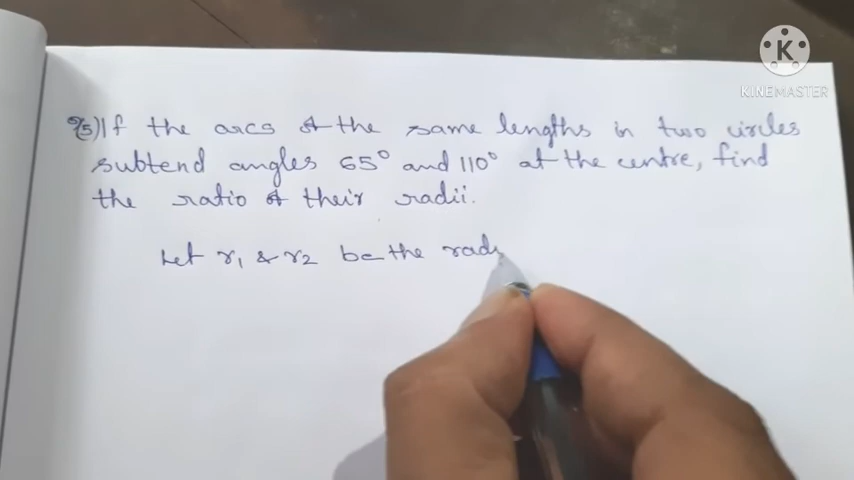 K
KINEMASTER
Q5) If the arcs of the same lengths in two circles
subtend angles 65° and 110° at the centre, find
the ratio of their radii.
Let r₁ & r₂ be the radi